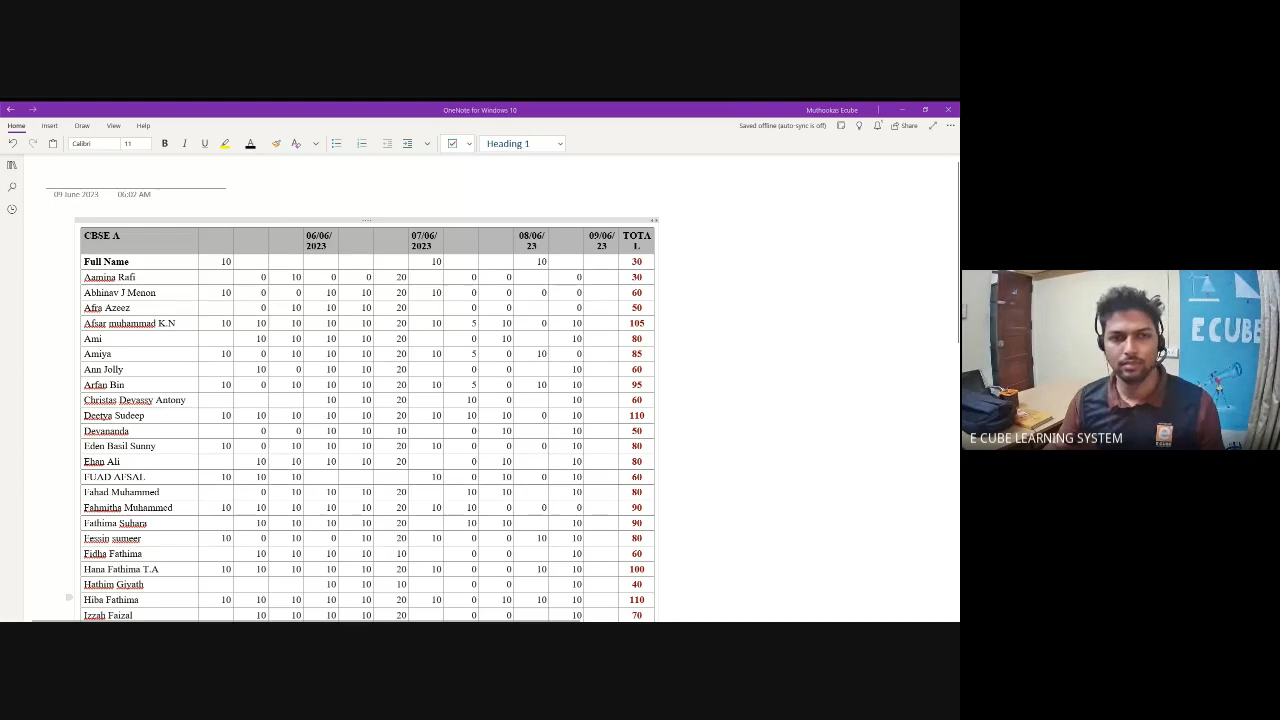 OneNote for Windows 10
Muthookas Ecube
Home Insert Draw View Help
Saved offline (auto-sync is off) Share
Calibri 11 B I U A Heading 1
09 June 2023 06:02 AM
CBSE A 06/06/2023 07/06/2023 08/06/23 09/06/23 TOTAL
Full Name 10 10 10 30
Aamina Rafi 0 10 0 0 20 0 0 0 30
Abhinav J Menon 10 0 10 10 10 20 10 0 0 0 0 60
Afra Azeez 0 10 10 10 20 0 0 0 50
Afsar muhammad K.N 10 10 10 10 10 20 10 5 10 0 10 105
Ami 10 10 10 10 20 0 10 10 80
Amiya 10 0 10 10 10 20 10 5 0 10 0 85
Ann Jolly 10 0 10 10 20 0 0 10 60
Arfan Bin 10 0 10 10 10 20 10 5 0 10 10 95
Christas Devassy Antony 10 10 20 10 0 10 60
Deetya Sudeep 10 10 10 10 10 20 10 10 10 0 10 110
Devananda 0 0 10 10 10 0 10 10 50
Eden Basil Sunny 10 0 10 10 10 20 10 0 0 0 10 80
Ehan Ali 10 10 10 10 20 0 10 10 80
FUAD AFSAL 10 10 10 10 0 10 0 10 60
Fahad Muhammed 0 10 10 10 20 10 10 10 80
Fahmitha Muhammed 10 10 10 10 10 20 10 10 0 0 0 90
Fathima Suhara 10 10 10 10 20 10 10 10 90
Fessin sumeer 10 0 10 0 10 20 10 0 0 10 10 80
Fidha Fathima 10 10 10 10 10 0 0 10 60
Hana Fathima T.A 10 10 10 10 10 20 10 0 0 10 10 100
Hathim Giyath 10 10 10 0 0 10 40
Hiba Fathima 10 10 10 10 10 20 10 0 10 10 10 110
Izzah Faizal 10 10 10 10 20 0 0 10 70
E CUBE
E CUBE
E CUBE LEARNING SYSTEM